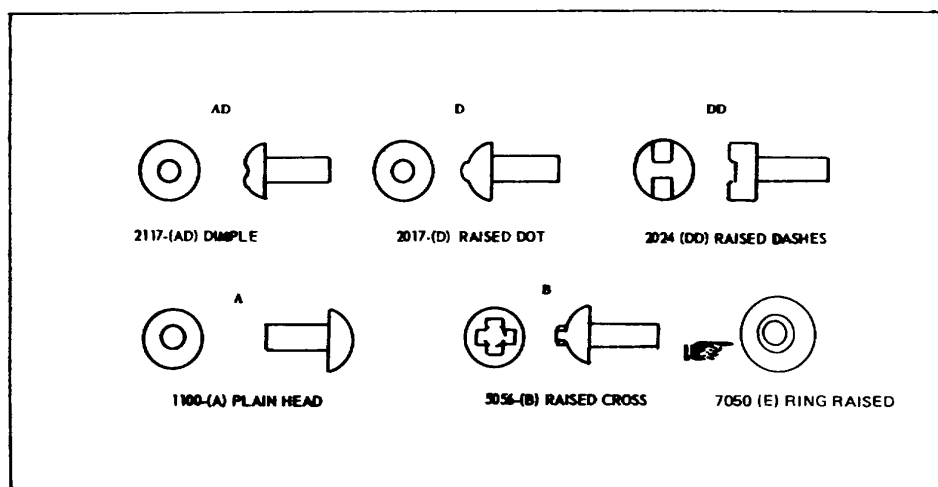 AD D DD
2117-(AD) DIMPLE 2017-(D) RAISED DOT 2024 (DD) RAISED DASHES
A B
1100-(A) PLAIN HEAD 5056-(B) RAISED CROSS 7050 (E) RING RAISED